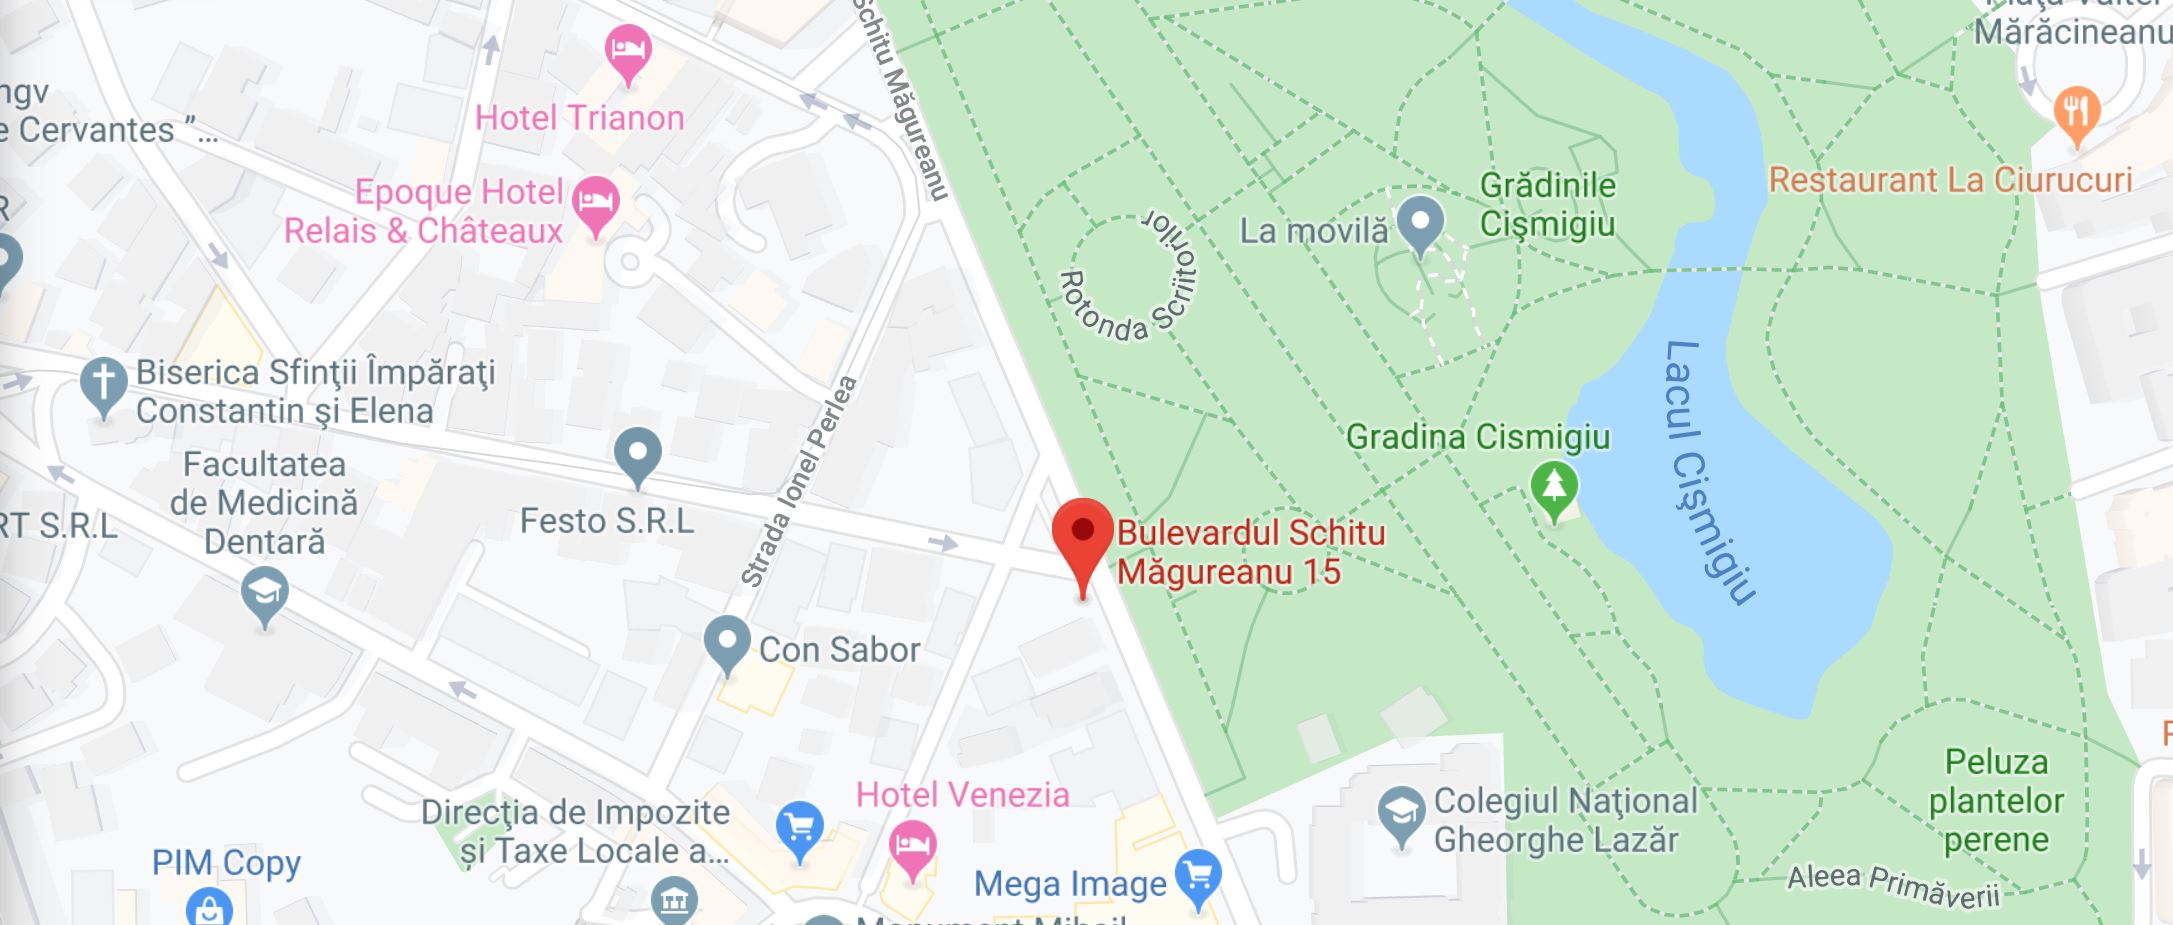 Schitu Măgureanu
Mărăcineanu
Hotel Trianon
ngv
e Cervantes ”...
Restaurant La Ciurucuri
Epoque Hotel
Relais & Châteaux
Grădinile
Cişmigiu
La movilă
Rotonda Scriitorilor
R
Biserica Sfinţii Împăraţi
Constantin şi Elena
Strada Ionel Perlea
Lacul Cişmigiu
Gradina Cismigiu
Facultatea
de Medicină
Dentară
RT S.R.L
Festo S.R.L
Bulevardul Schitu
Măgureanu 15
Con Sabor
Peluza
plantelor
perene
Hotel Venezia
Direcţia de Impozite
și Taxe Locale a...
Colegiul Naţional
Gheorghe Lazăr
PIM Copy
Mega Image
Aleea Primăverii